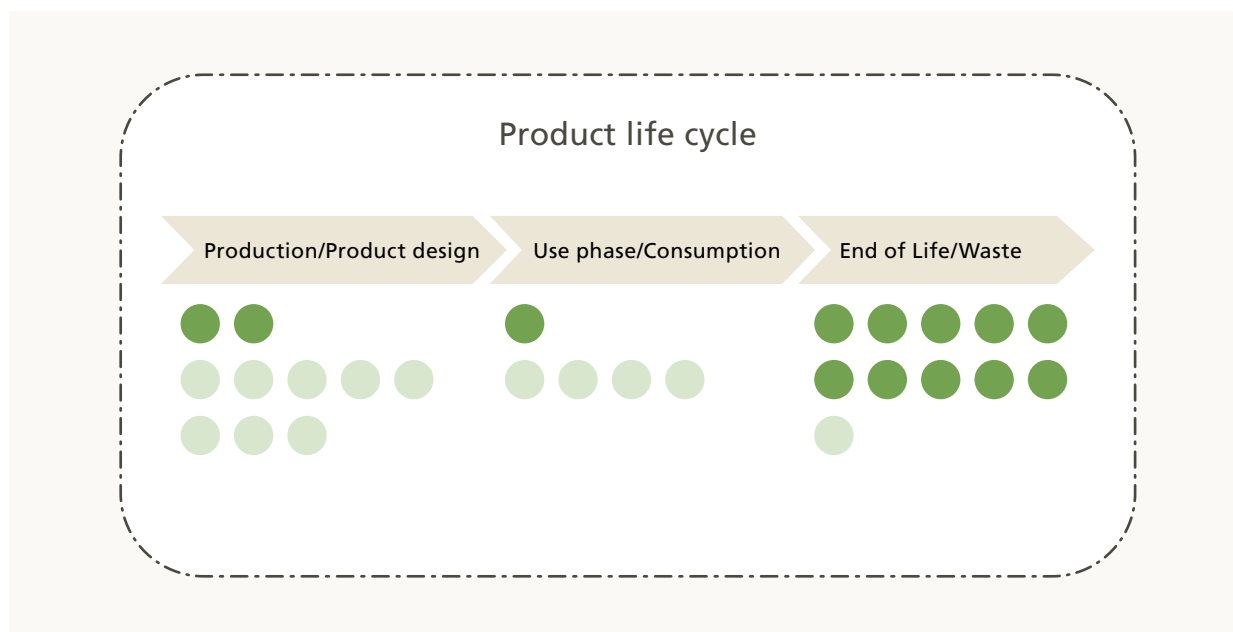 Product life cycle
Production/Product design
Use phase/Consumption
End of Life/Waste